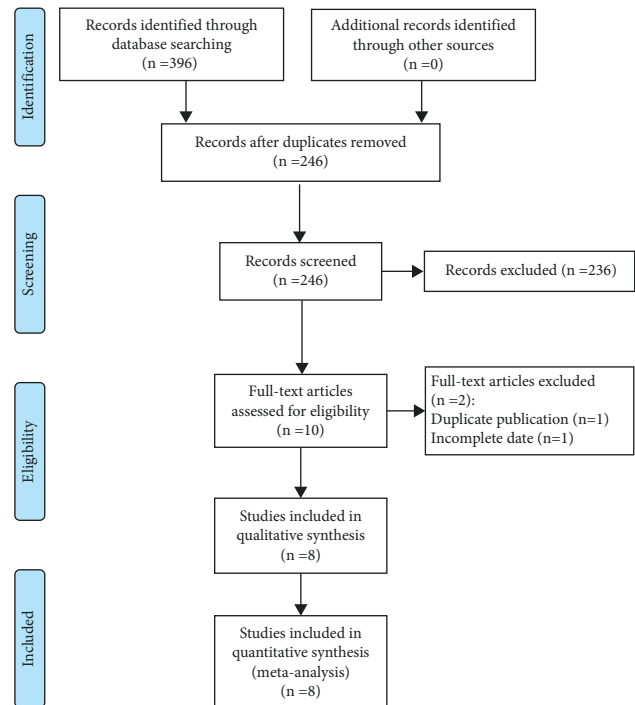 Identification
Records identified through
database searching
(n =396)
Additional records identified
through other sources
(n =0)
Records after duplicates removed
(n =246)
Screening
Records screened
(n =246)
Records excluded (n =236)
Eligibility
Full-text articles
assessed for eligibility
(n =10)
Full-text articles excluded
(n =2):
Duplicate publication (n=1)
Incomplete date (n=1)
Studies included in
qualitative synthesis
(n =8)
Included
Studies included in
quantitative synthesis
(meta-analysis)
(n =8)